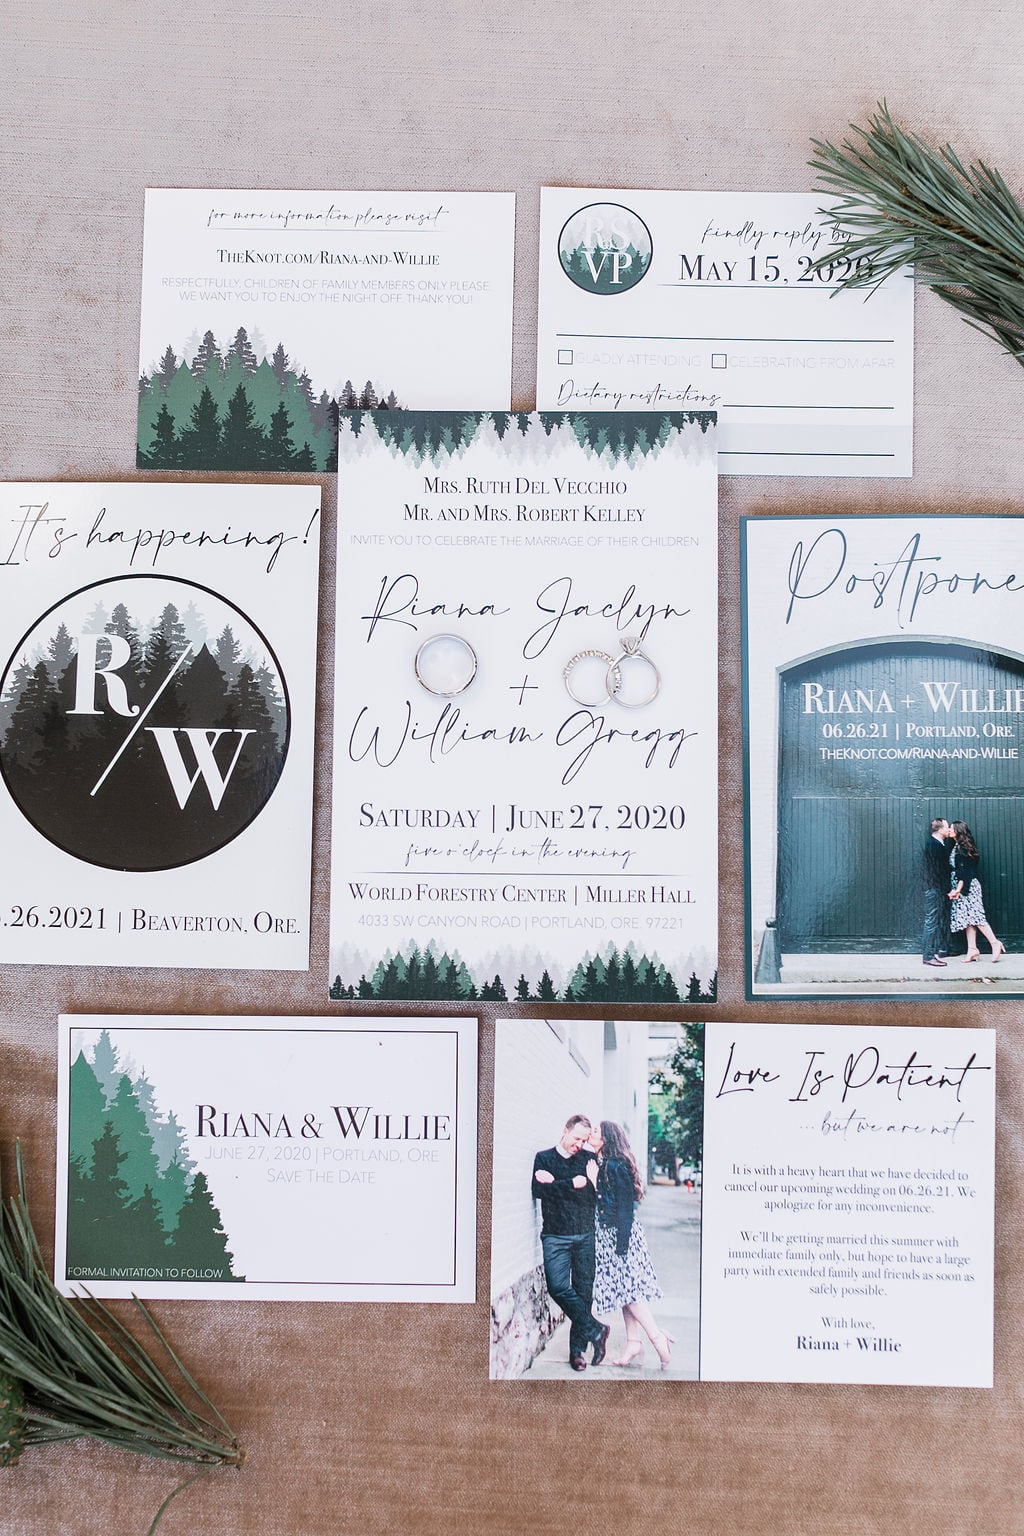 for more information please visit
TheKnot.com/Riana-and-Willie
RESPECTFULLY, CHILDREN OF FAMILY MEMBERS ONLY PLEASE.
WE WANT YOU TO ENJOY THE NIGHT OFF. THANK YOU!
RS
VP
kindly reply by
May 15, 2020
GLADLY ATTENDING
CELEBRATING FROM AFAR
Dietary restrictions
It's happening!
R/W
.26.2021 | Beaverton, Ore.
Mrs. Ruth Del Vecchio
Mr. and Mrs. Robert Kelley
INVITE YOU TO CELEBRATE THE MARRIAGE OF THEIR CHILDREN
Riana Jaclyn
+
William Gregg
Saturday | June 27, 2020
five o'clock in the evening
World Forestry Center | Miller Hall
4033 SW CANYON ROAD | PORTLAND, ORE. 97221
Postpone
Riana + Willie
06.26.21 | Portland, Ore.
TheKnot.com/Riana-and-Willie
Riana & Willie
June 27, 2020 | Portland, Ore
Save The Date
FORMAL INVITATION TO FOLLOW
Love Is Patient
...but we are not
It is with a heavy heart that we have decided to
cancel our upcoming wedding on 06.26.21. We
apologize for any inconvenience.
We'll be getting married this summer with
immediate family only, but hope to have a large
party with extended family and friends as soon as
safely possible.
With love,
Riana + Willie